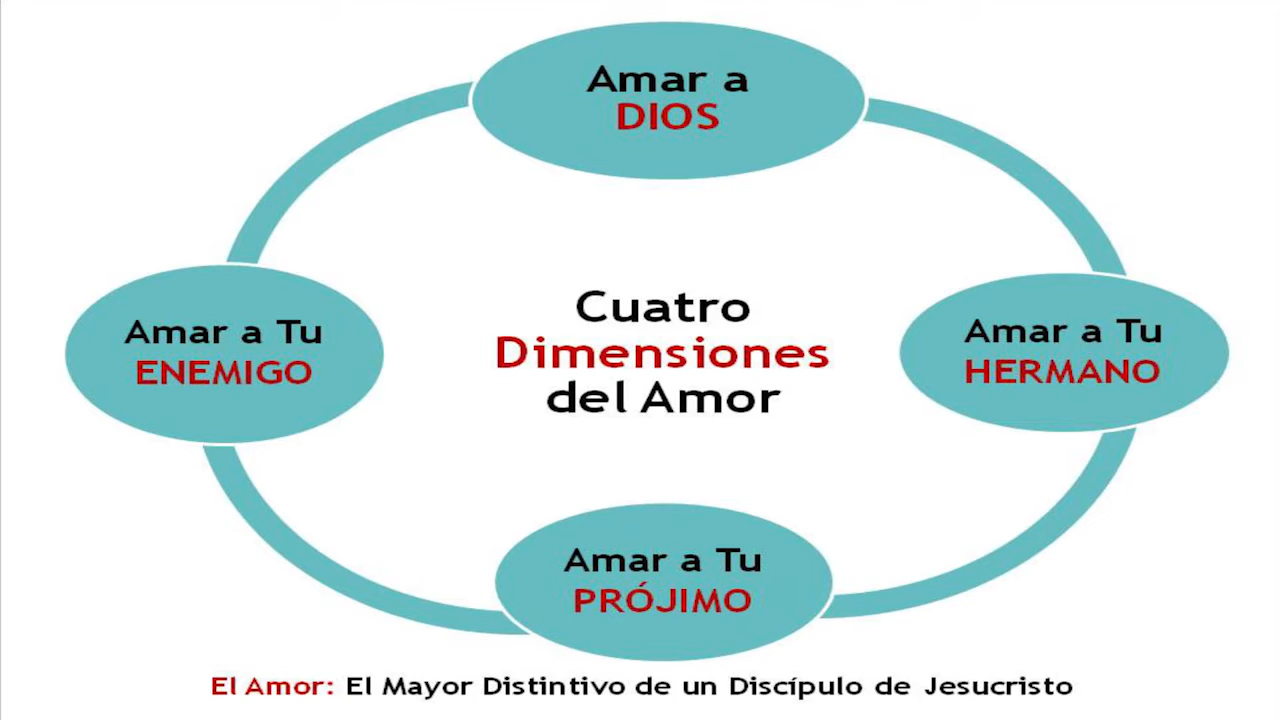 Amar a
DIOS
Amar a Tu
ENEMIGO
Cuatro
Dimensiones
del Amor
Amar a Tu
HERMANO
Amar a Tu
PRÓJIMO
El Amor: El Mayor Distintivo de un Discípulo de Jesucristo